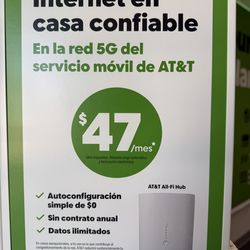 Internet en
casa confiable
En la red 5G del
servicio móvil de AT&T
$47/mes*
AT&T All-Fi Hub
✓ Autoconfiguración
simple de $0
✓ Sin contrato anual
✓ Datos ilimitados